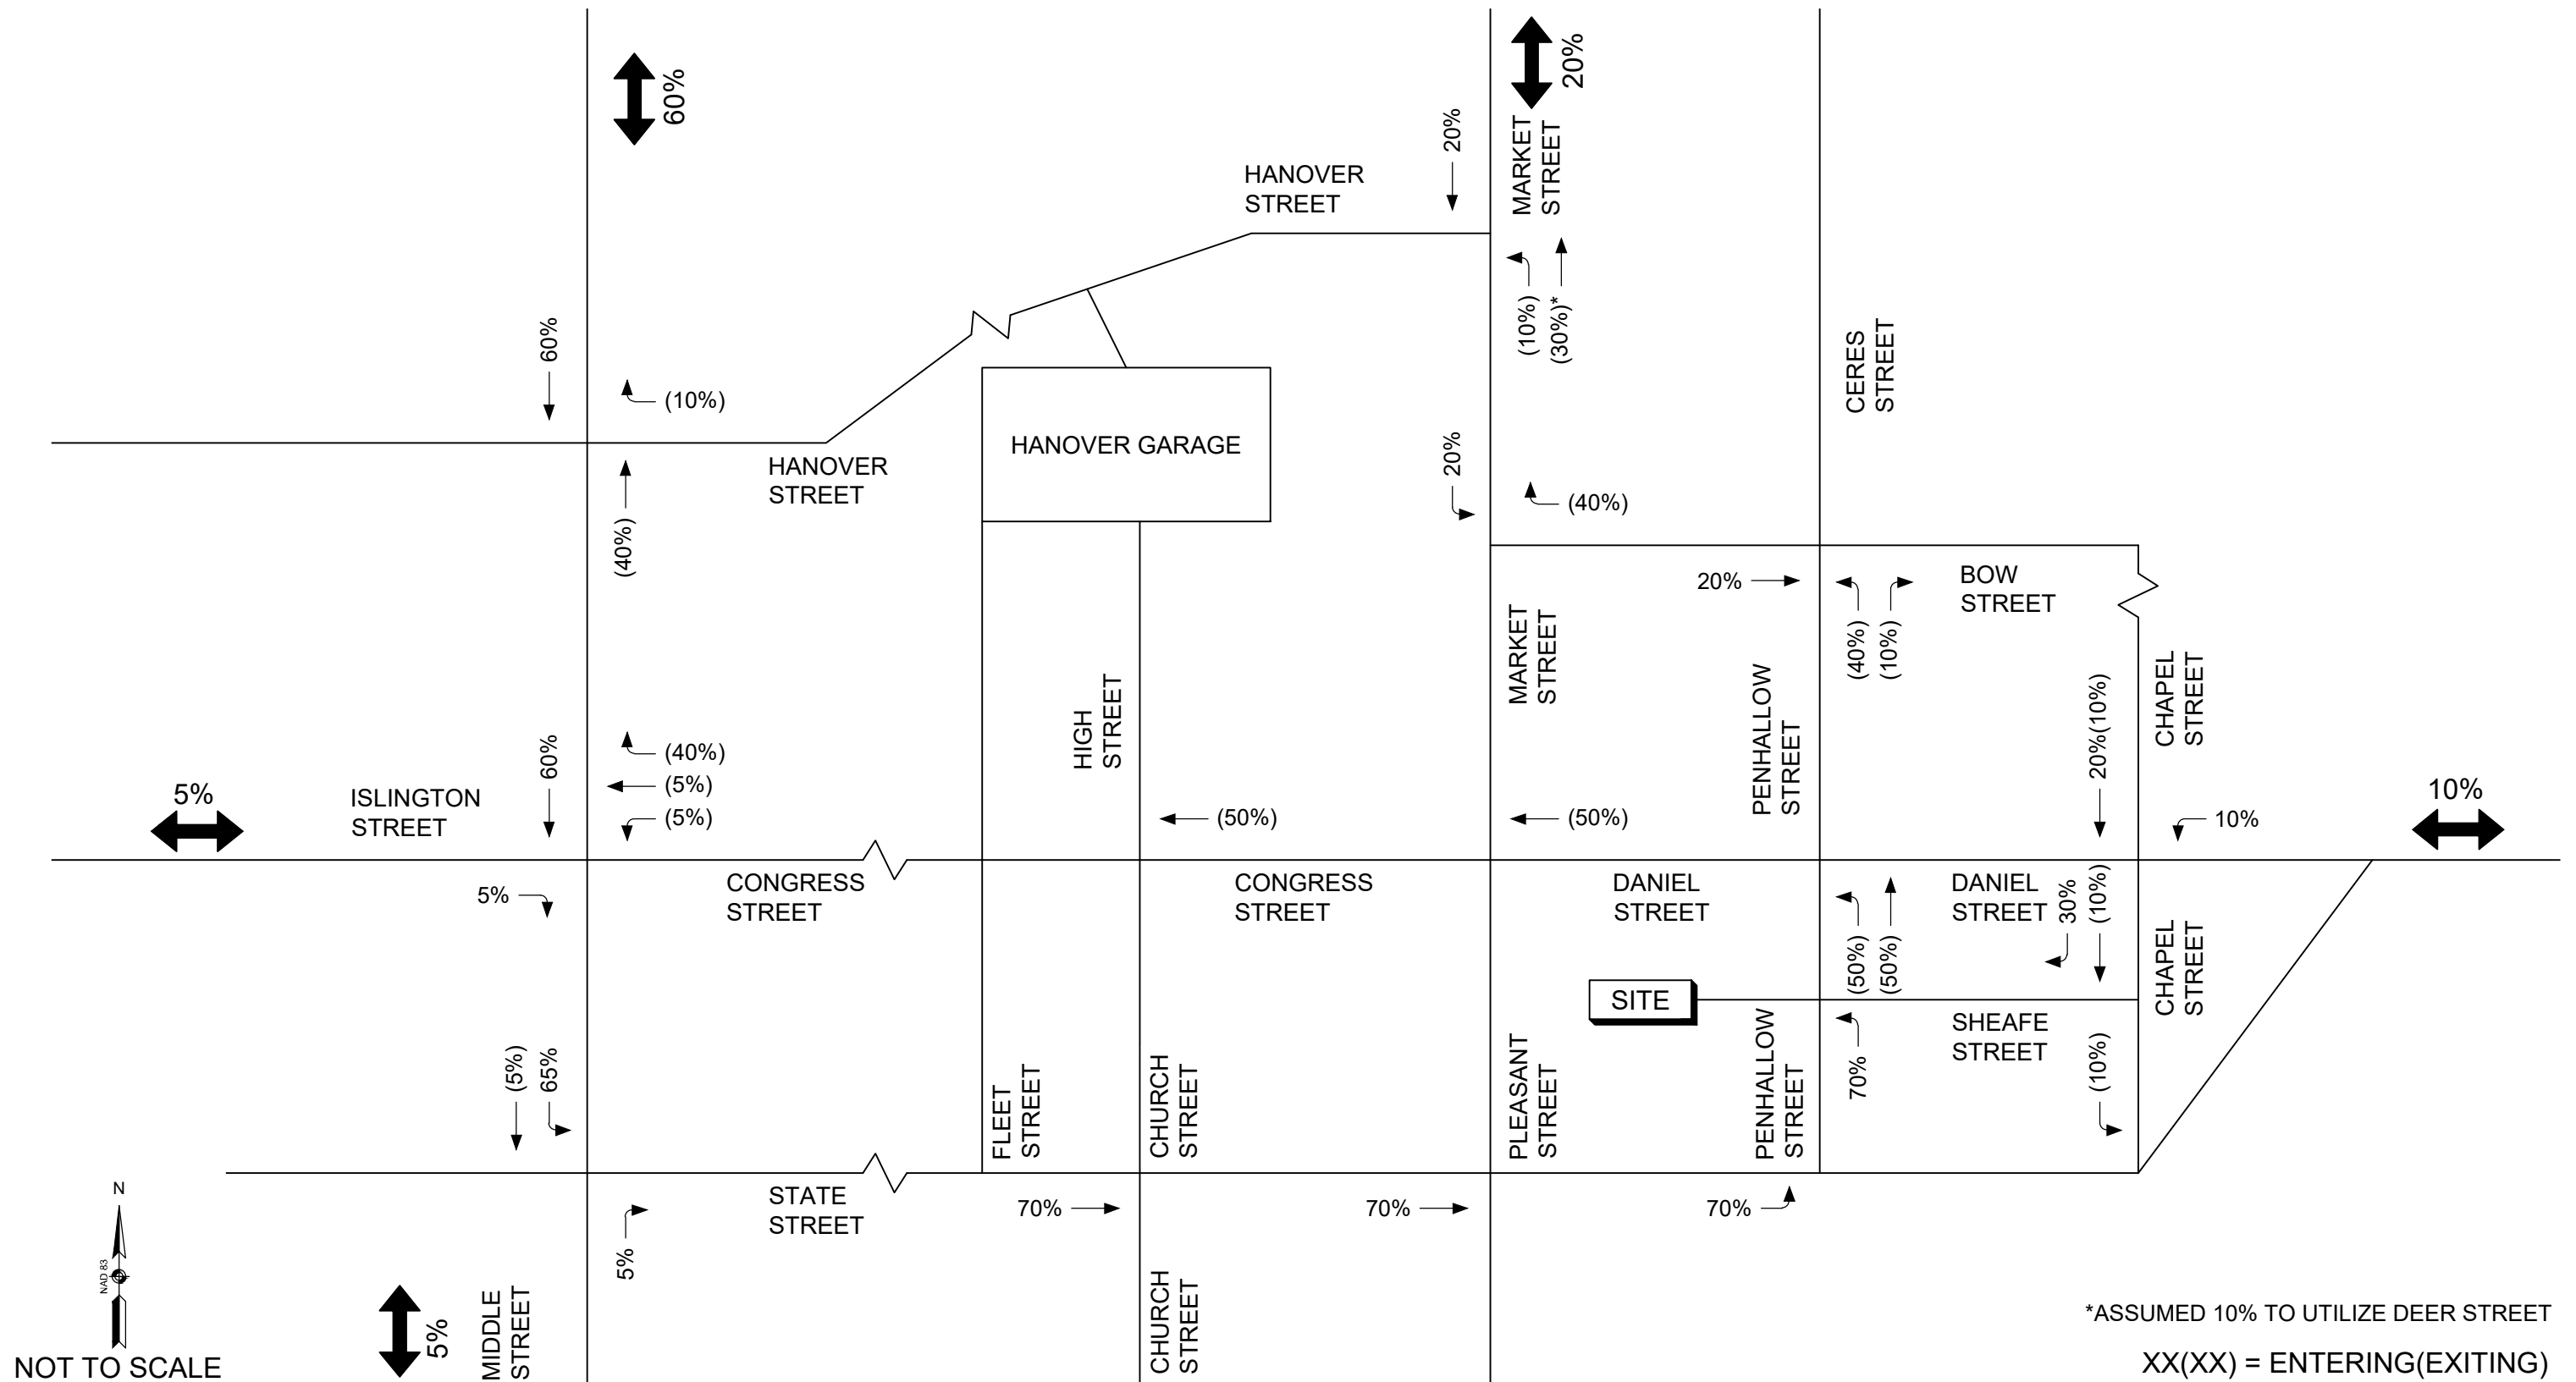 60%
20%
20%
MARKET
STREET
HANOVER
STREET
(10%)
(30%)*
60%
(10%)
CERES
STREET
HANOVER GARAGE
HANOVER
STREET
20%
(40%)
(40%)
20%
BOW
STREET
MARKET
STREET
(40%)
(10%)
HIGH
STREET
PENHALLOW
STREET
20%(10%)
CHAPEL
STREET
60%
(40%)
(5%)
(5%)
5%
ISLINGTON
STREET
(50%)
(50%)
10%
10%
5%
CONGRESS
STREET
CONGRESS
STREET
DANIEL
STREET
DANIEL
STREET
30%
(10%)
(50%)
(50%)
CHAPEL
STREET
SITE
SHEAFE
STREET
(5%)
65%
FLEET
STREET
CHURCH
STREET
PLEASANT
STREET
PENHALLOW
STREET
70%
(10%)
N
NAD 83
STATE
STREET
70%
70%
70%
5%
5%
MIDDLE
STREET
CHURCH
STREET
*ASSUMED 10% TO UTILIZE DEER STREET
NOT TO SCALE
XX(XX) = ENTERING(EXITING)